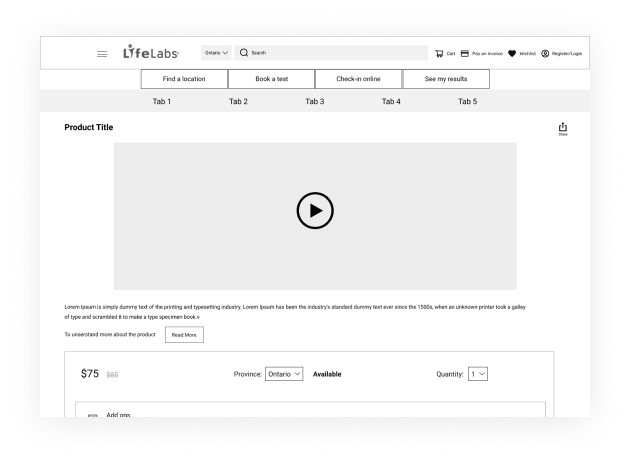 LifeLabs
Ontario
Search
Cart
Pay an invoice
Wishlist
Register/Login
Find a location
Book a test
Check-in online
See my results
Tab 1
Tab 2
Tab 3
Tab 4
Tab 5
Product Title
Share
Lorem Ipsum is simply dummy text of the printing and typesetting industry. Lorem Ipsum has been the industry's standard dummy text ever since the 1500s, when an unknown printer took a galley
of type and scrambled it to make a type specimen book.v
To unserstand more about the product
Read More
$75 $85
Province: Ontario
Available
Quantity: 1
Add ons